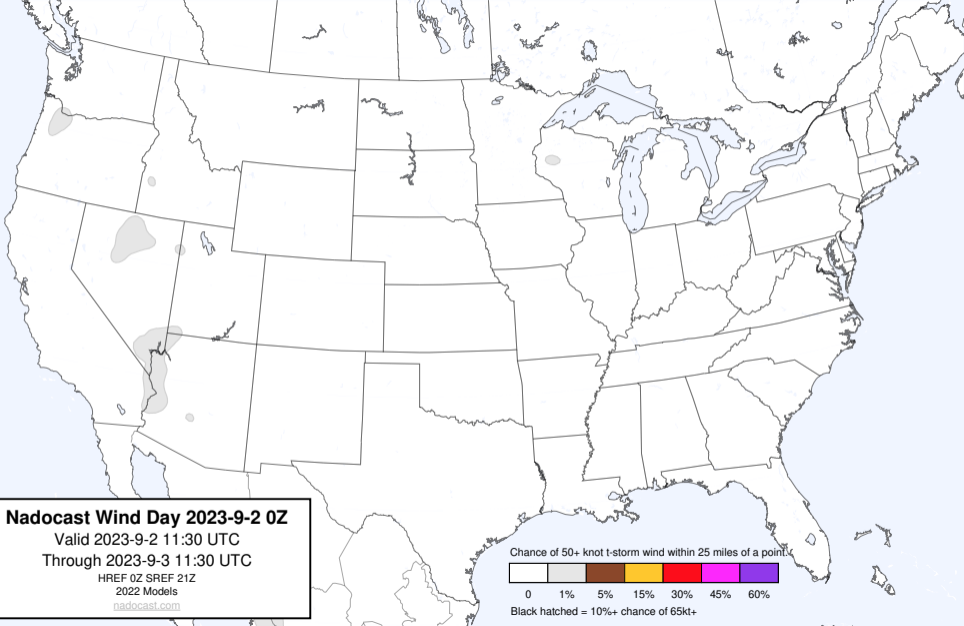 Nadocast Wind Day 2023-9-2 0Z
Valid 2023-9-2 11:30 UTC
Through 2023-9-3 11:30 UTC
HREF 0Z SREF 21Z
2022 Models
nadocast.com
Chance of 50+ knot t-storm wind within 25 miles of a point.
0 1% 5% 15% 30% 45% 60%
Black hatched = 10%+ chance of 65kt+